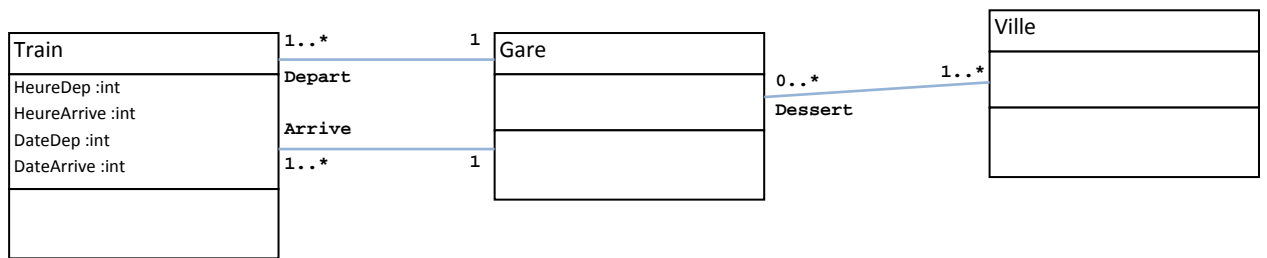 Train
HeureDep :int
HeureArrive :int
DateDep :int
DateArrive :int
1..*
1
Depart
Arrive
1..*
1
Gare
0..*
1..*
Dessert
Ville